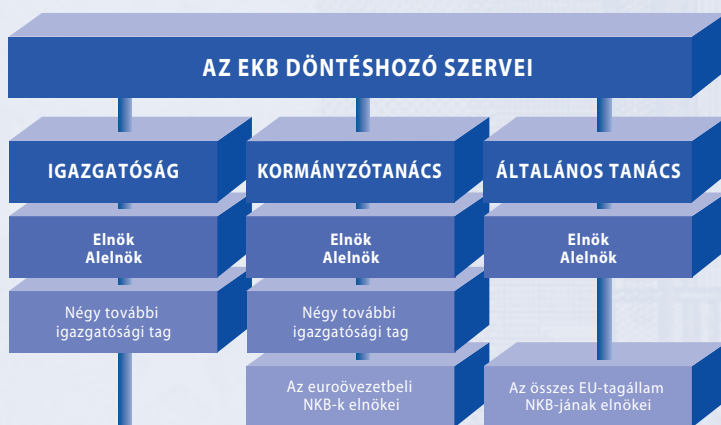 AZ EKB DÖNTÉSHOZÓ SZERVEI
IGAZGATÓSÁG
Elnök
Alelnök
Négy további
igazgatósági tag
KORMÁNYZÓTANÁCS
Elnök
Alelnök
Négy további
igazgatósági tag
Az euroövezetbeli
NKB-k elnökei
ÁLTALÁNOS TANÁCS
Elnök
Alelnök
Az összes EU-tagállam
NKB-jának elnökei